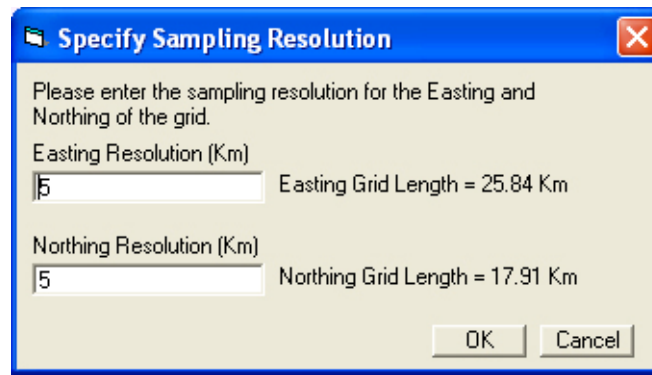 Specify Sampling Resolution
Please enter the sampling resolution for the Easting and
Northing of the grid.
Easting Resolution (Km)
5 Easting Grid Length = 25.84 Km
Northing Resolution (Km)
5 Northing Grid Length = 17.91 Km
OK Cancel